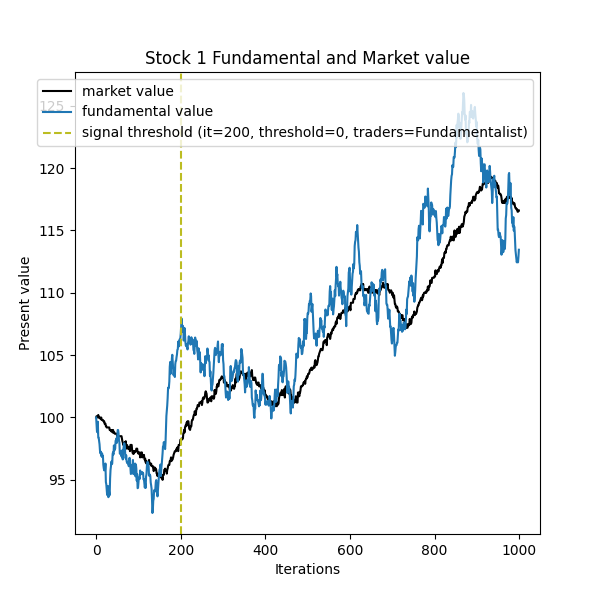 Stock 1 Fundamental and Market value
market value
fundamental value
signal threshold (it=200, threshold=0, traders=Fundamentalist)
125
120
115
110
105
100
95
Present value
0 200 400 600 800 1000
Iterations